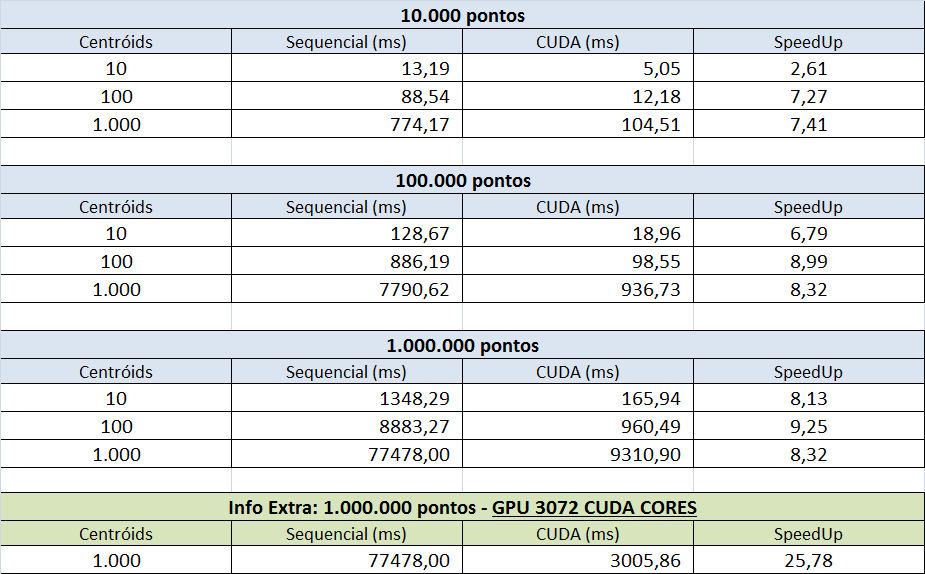 10.000 pontos
Centróids Sequencial (ms) CUDA (ms) SpeedUp
10 13,19 5,05 2,61
100 88,54 12,18 7,27
1.000 774,17 104,51 7,41
100.000 pontos
Centróids Sequencial (ms) CUDA (ms) SpeedUp
10 128,67 18,96 6,79
100 886,19 98,55 8,99
1.000 7790,62 936,73 8,32
1.000.000 pontos
Centróids Sequencial (ms) CUDA (ms) SpeedUp
10 1348,29 165,94 8,13
100 8883,27 960,49 9,25
1.000 77478,00 9310,90 8,32
Info Extra: 1.000.000 pontos - GPU 3072 CUDA CORES
Centróids Sequencial (ms) CUDA (ms) SpeedUp
1.000 77478,00 3005,86 25,78